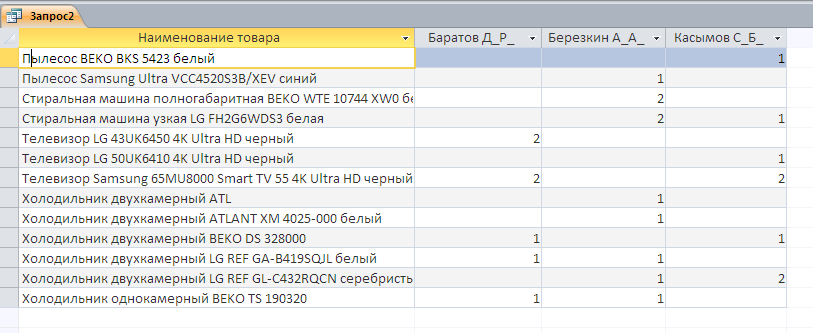 Запрос2
Наименование товара Баратов Д_Р_ Березкин А_А_ Касымов С_Б_
Пылесос BEKO BKS 5423 белый 1
Пылесос Samsung Ultra VCC4520S3B/XEV синий 1
Стиральная машина полногабаритная BEKO WTE 10744 XW0 бе 2
Стиральная машина узкая LG FH2G6WDS3 белая 2 1
Телевизор LG 43UK6450 4K Ultra HD черный 2
Телевизор LG 50UK6410 4K Ultra HD черный 1
Телевизор Samsung 65MU8000 Smart TV 55 4K Ultra HD черный 2 2
Холодильник двухкамерный ATL 1
Холодильник двухкамерный ATLANT XM 4025-000 белый 1
Холодильник двухкамерный BEKO DS 328000 1 1
Холодильник двухкамерный LG REF GA-B419SQJL белый 1 1
Холодильник двухкамерный LG REF GL-C432RQCN серебристь 1 2
Холодильник однокамерный BEKO TS 190320 1 1